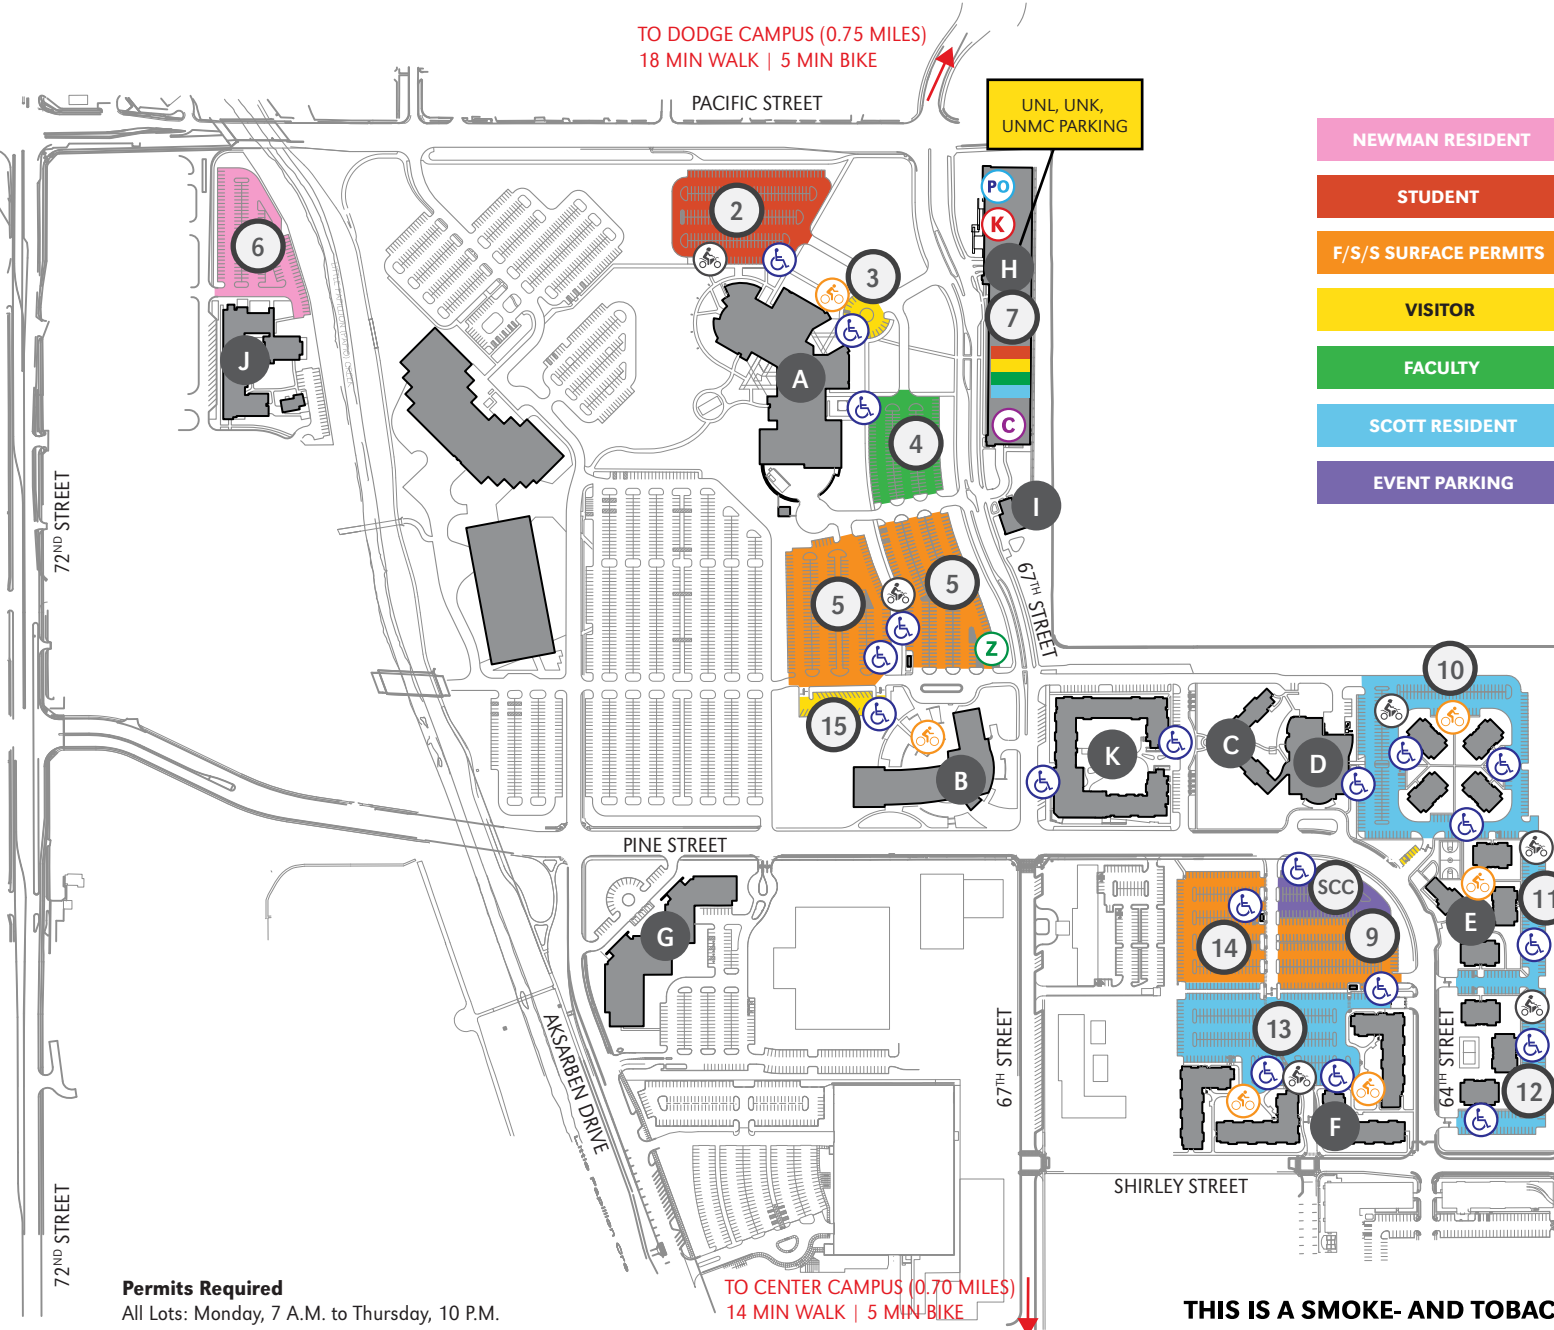 TO DODGE CAMPUS (0.75 MILES)
18 MIN WALK | 5 MIN BIKE
PACIFIC STREET
UNL, UNK,
UNMC PARKING
NEWMAN RESIDENT
STUDENT
F/S/S SURFACE PERMITS
VISITOR
FACULTY
SCOTT RESIDENT
EVENT PARKING
PO
K
H
7
C
2
3
6
J
A
4
I
5
5
Z
15
B
K
C
D
10
72ND STREET
67TH STREET
PINE STREET
G
SCC
14
9
11
E
13
12
F
AKSARBEN DRIVE
67TH STREET
64TH STREET
SHIRLEY STREET
72ND STREET
Permits Required
All Lots: Monday, 7 A.M. to Thursday, 10 P.M.
TO CENTER CAMPUS (0.70 MILES)
14 MIN WALK | 5 MIN BIKE
THIS IS A SMOKE- AND TOBAC